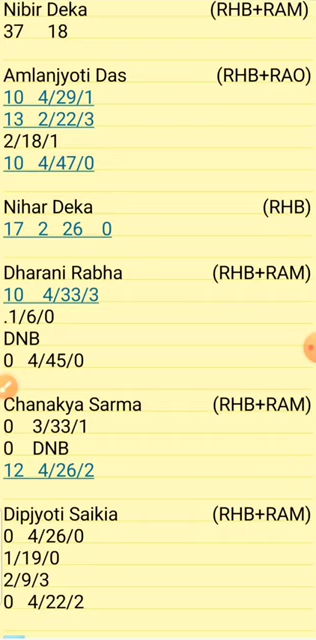 Nibir Deka (RHB+RAM)
37 18
Amlanjyoti Das (RHB+RAO)
10 4/29/1
13 2/22/3
2/18/1
10 4/47/0
Nihar Deka (RHB)
17 2 26 0
Dharani Rabha (RHB+RAM)
10 4/33/3
.1/6/0
DNB
0 4/45/0
Chanakya Sarma (RHB+RAM)
0 3/33/1
0 DNB
12 4/26/2
Dipjyoti Saikia (RHB+RAM)
0 4/26/0
1/19/0
2/9/3
0 4/22/2